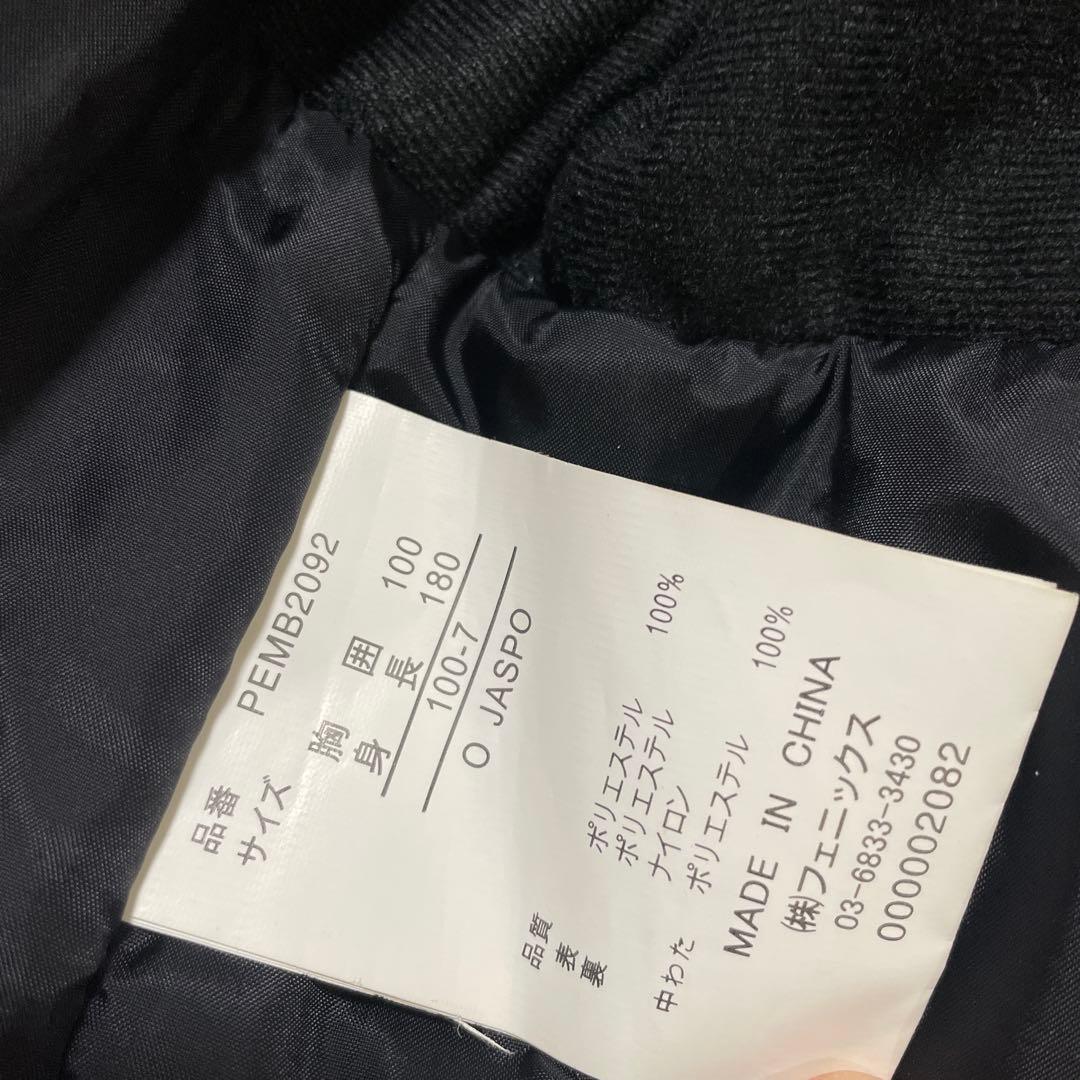 品番 PEMB2092
サイズ
胸 囲 100
身 長 180
100-7
O JASPO
品質
表 ポリエステル 100%
裏 ポリエステル
ナイロン
中わた ポリエステル 100%
MADE IN CHINA
㈱フェニックス
03-6833-3430
0000002082